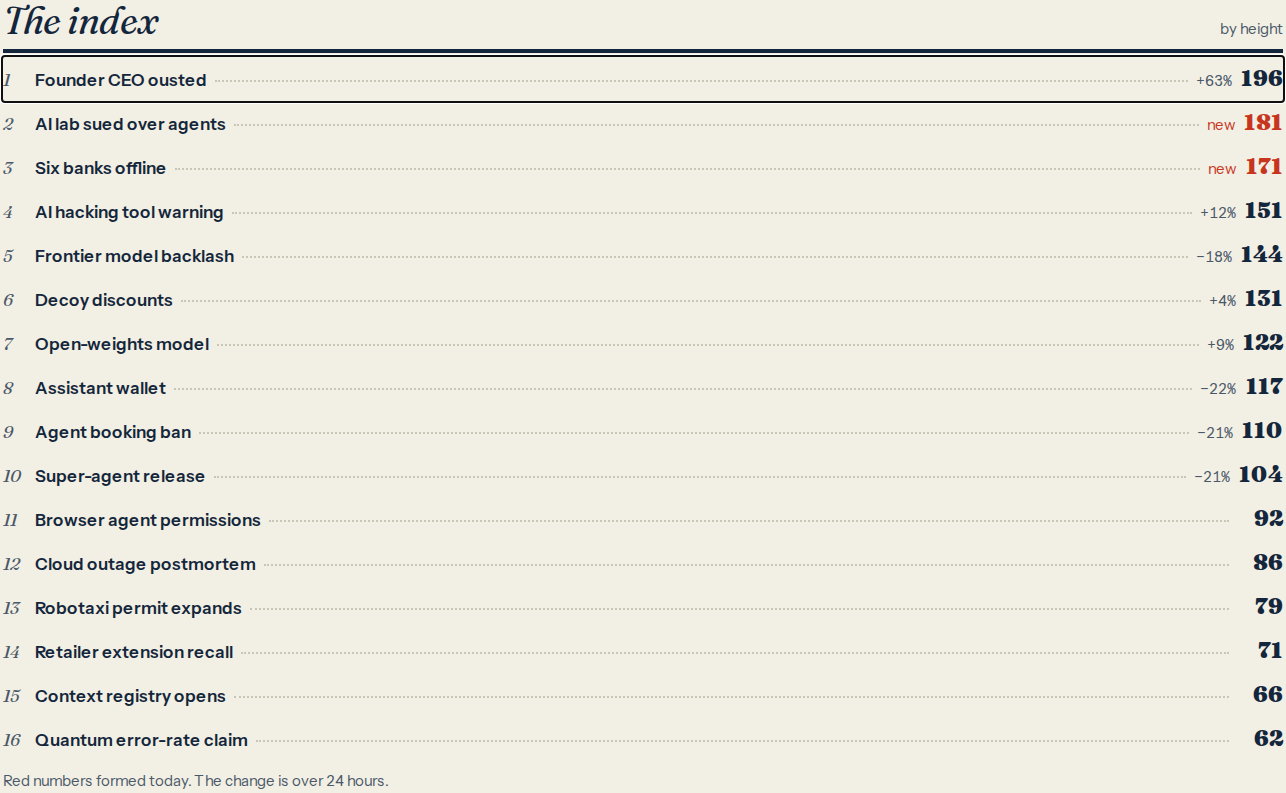 The index
by height
1 Founder CEO ousted +63% 196
2 AI lab sued over agents new 181
3 Six banks offline new 171
4 AI hacking tool warning +12% 151
5 Frontier model backlash −18% 144
6 Decoy discounts +4% 131
7 Open-weights model +9% 122
8 Assistant wallet −22% 117
9 Agent booking ban −21% 110
10 Super-agent release −21% 104
11 Browser agent permissions 92
12 Cloud outage postmortem 86
13 Robotaxi permit expands 79
14 Retailer extension recall 71
15 Context registry opens 66
16 Quantum error-rate claim 62
Red numbers formed today. The change is over 24 hours.